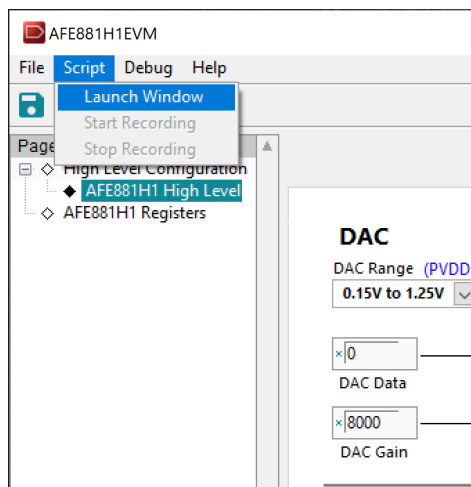 AFE881H1EVM
File Script Debug Help
Launch Window
Start Recording
Stop Recording
Page
High Level Configuration
AFE881H1 High Level
AFE881H1 Registers
DAC
DAC Range (PVDD
0.15V to 1.25V
×0
DAC Data
×8000
DAC Gain